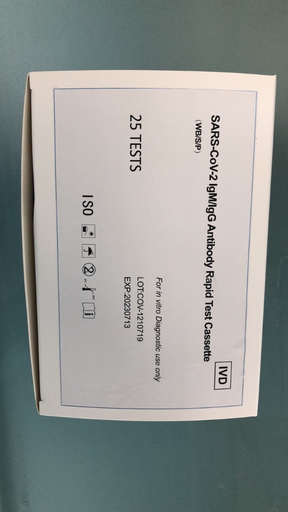 SARS-CoV-2 IgM/IgG Antibody Rapid Test Cassette
IVD
(WB/S/P)
25 TESTS
For in vitro Diagnostic use only
LOT:COV-1210719
EXP:20230713
ISO